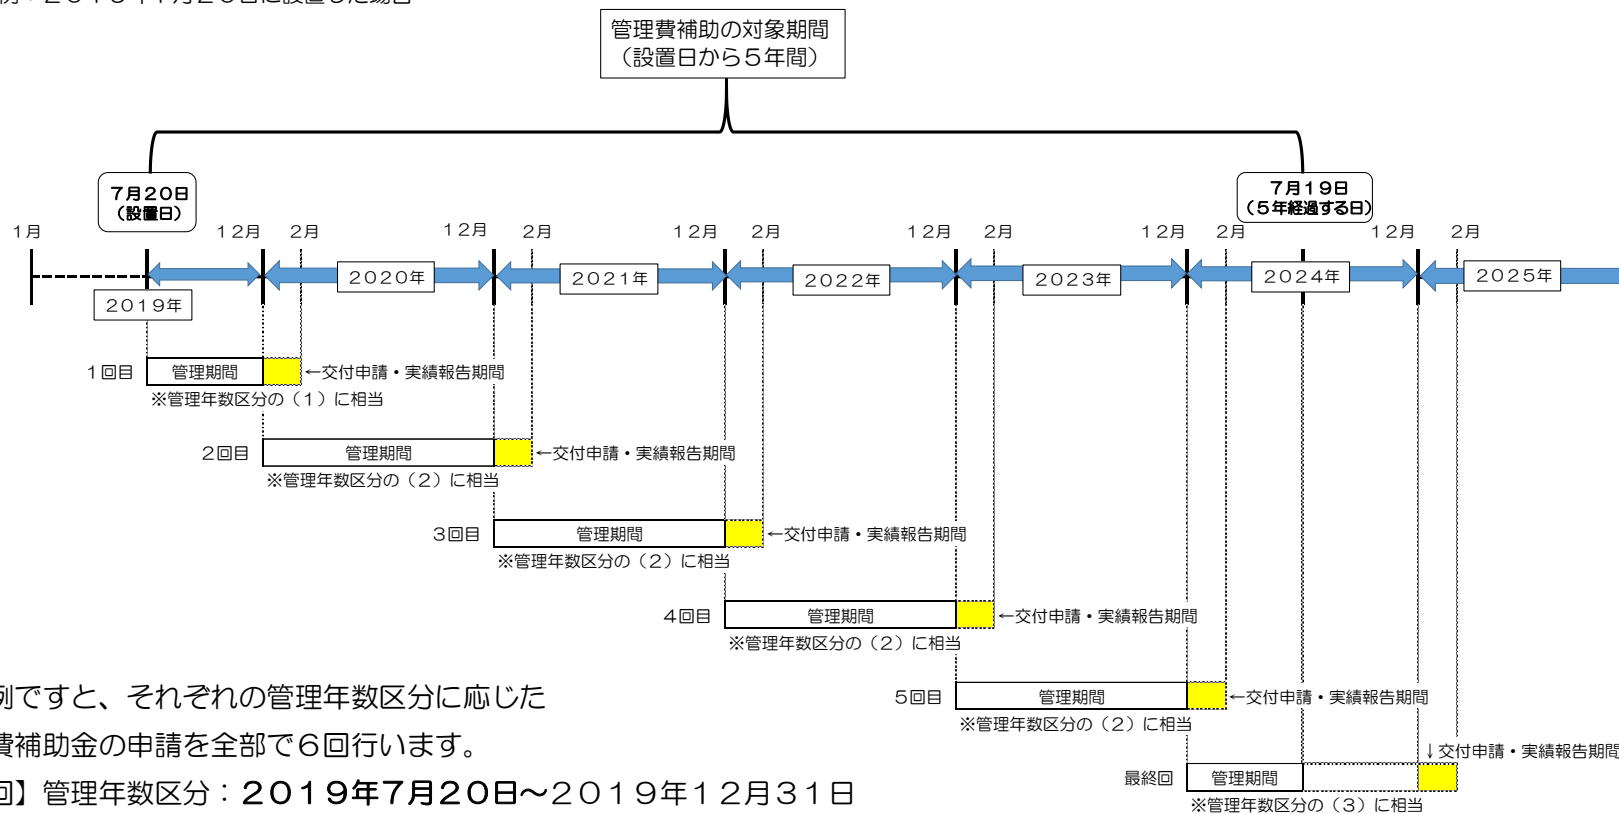 管理費補助の対象期間
（設置日から５年間）
７月２０日
（設置日）
７月１９日
（５年経過する日）
１月
１２月
２月
１２月
２月
１２月
２月
１２月
２月
１２月
２月
１２月
２月
２０１９年
２０２０年
２０２１年
２０２２年
２０２３年
２０２４年
２０２５年
１回目
管理期間
←交付申請・実績報告期間
※管理年数区分の（１）に相当
２回目
管理期間
←交付申請・実績報告期間
※管理年数区分の（２）に相当
３回目
管理期間
←交付申請・実績報告期間
※管理年数区分の（２）に相当
４回目
管理期間
←交付申請・実績報告期間
※管理年数区分の（２）に相当
５回目
管理期間
←交付申請・実績報告期間
※管理年数区分の（２）に相当
↓交付申請・実績報告期間
最終回
管理期間
※管理年数区分の（３）に相当
例ですと、それぞれの管理年数区分に応じた
費補助金の申請を全部で６回行います。
回】管理年数区分：２０１９年７月２０日～２０１９年１２月３１日